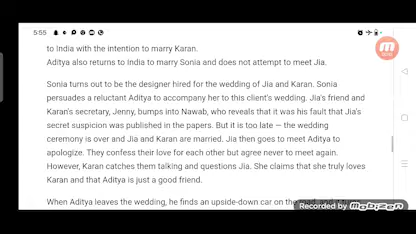 5:55
to India with the intention to marry Karan.
Aditya also returns to India to marry Sonia and does not attempt to meet Jia.
Sonia turns out to be the designer hired for the wedding of Jia and Karan. Sonia
persuades a reluctant Aditya to accompany her to this client's wedding. Jia's friend and
Karan's secretary, Jenny, bumps into Nawab, who reveals that it was his fault that Jia's
secret suspicion was published in the papers. But it is too late — the wedding
ceremony is over and Jia and Karan are married. Jia then goes to meet Aditya to
apologize. They confess their love for each other but agree never to meet again.
However, Karan catches them talking and questions Jia. She claims that she truly loves
Karan and that Aditya is just a good friend.
When Aditya leaves the wedding, he finds an upside-down car on the road, and
Recorded by Mobizen